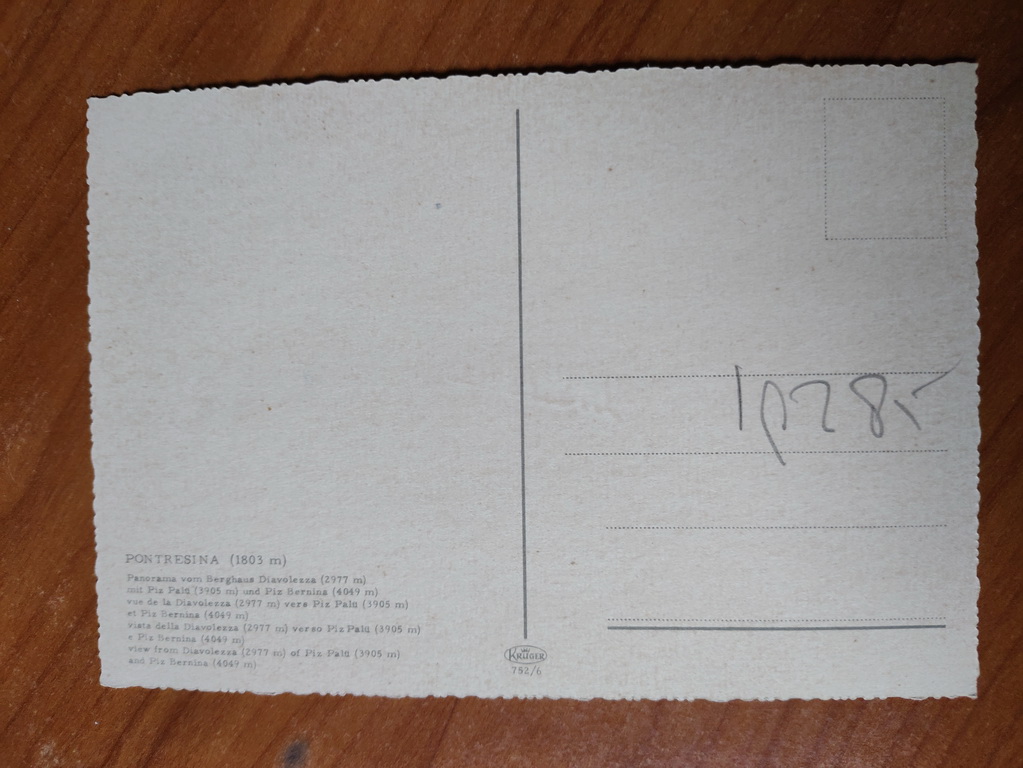 PONTRESINA (1803 m)
Panorama vom Berghaus Diavolezza (2977 m)
mit Piz Palü (3905 m) und Piz Bernina (4049 m)
vue de la Diavolezza (2977 m) vers Piz Palü (3905 m)
et Piz Bernina (4049 m)
vista della Diavolezza (2977 m) verso Piz Palü (3905 m)
e Piz Bernina (4049 m)
view from Diavolezza (2977 m) of Piz Palü (3905 m)
and Piz Bernina (4049 m)
KRÜGER
782/6